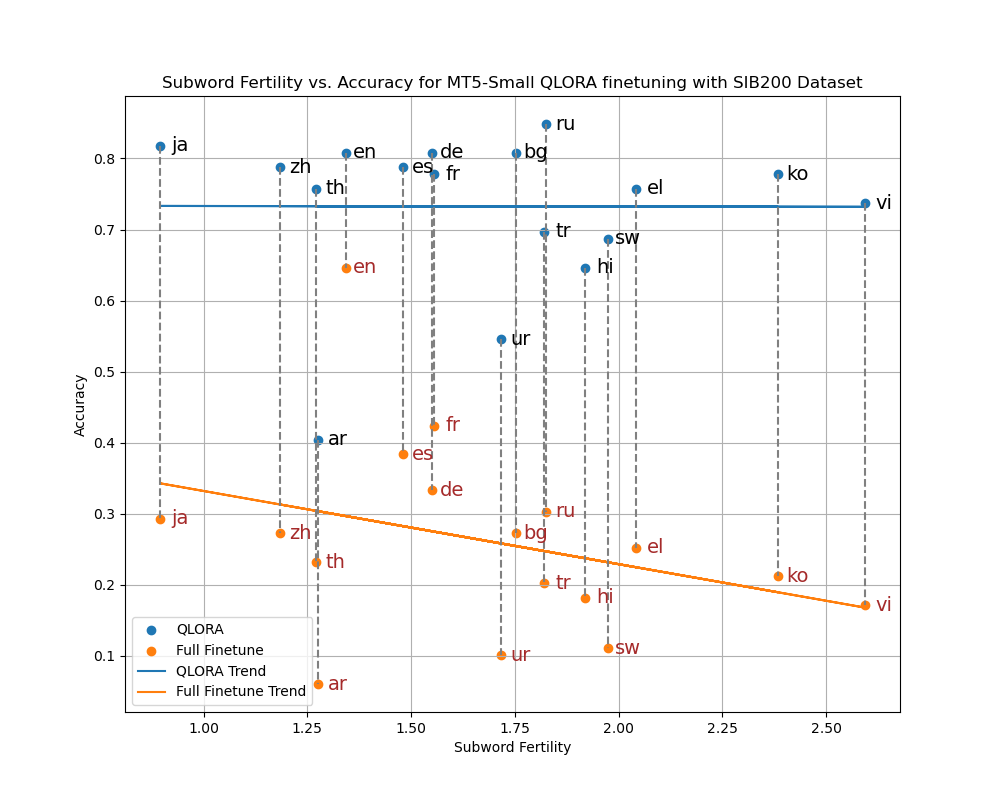 Subword Fertility vs. Accuracy for MT5-Small QLORA finetuning with SIB200 Dataset
ru
ja
en
de
bg
zh
es
fr
ko
th
el
vi
tr
sw
hi
en
ur
ar
fr
es
de
ja
ru
zh
bg
th
el
tr
ko
hi
vi
sw
ur
ar
0.8
0.7
0.6
0.5
0.4
0.3
0.2
0.1
Accuracy
QLORA
Full Finetune
QLORA Trend
Full Finetune Trend
1.00 1.25 1.50 1.75 2.00 2.25 2.50
Subword Fertility